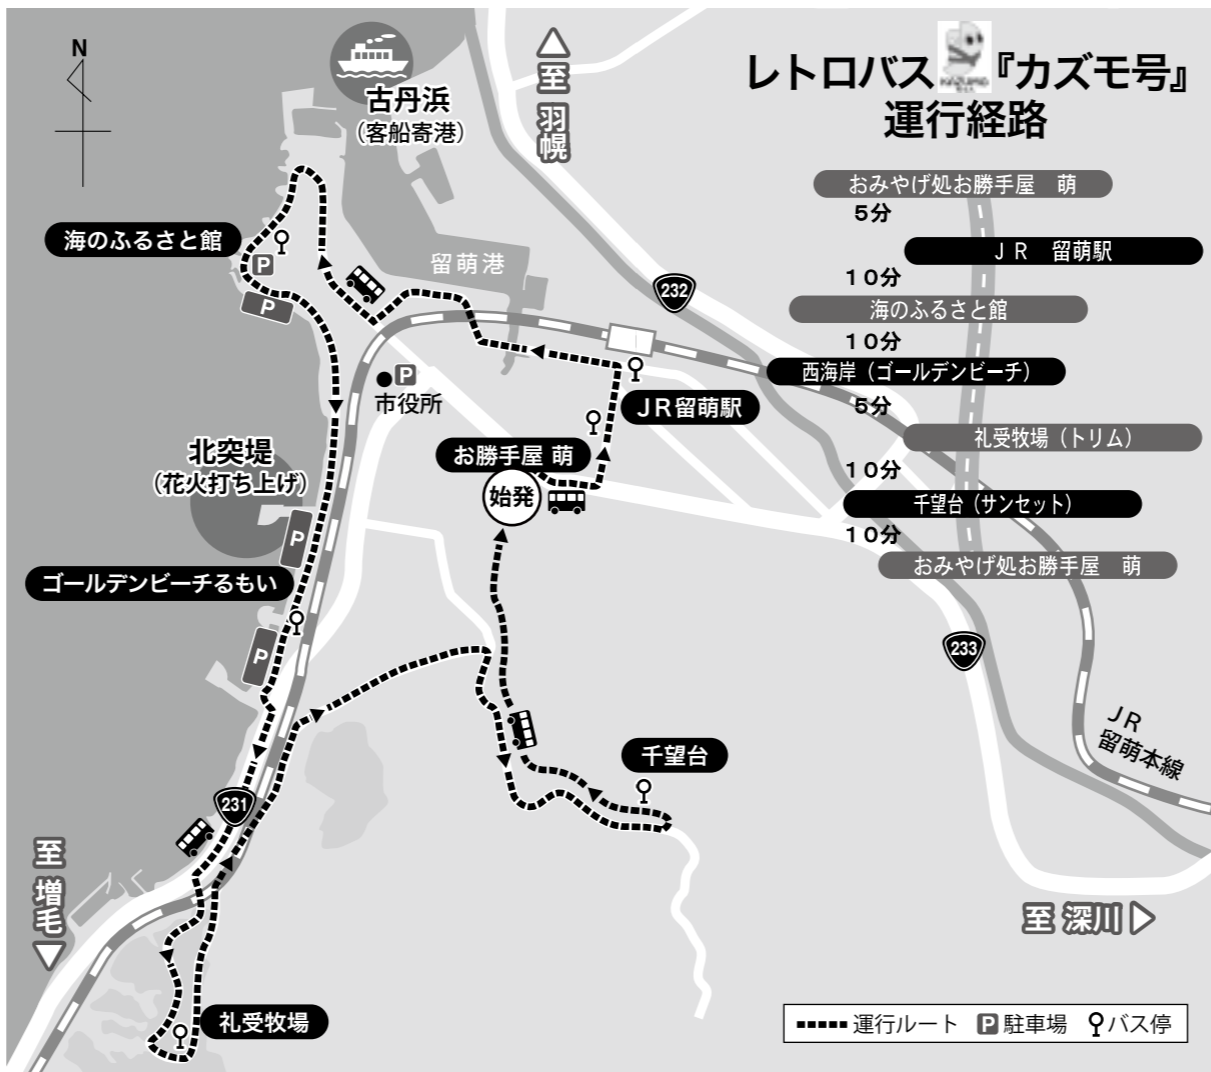 レトロバス『カズモ号』
運行経路
おみやげ処お勝手屋　萌
5分
ＪＲ　留萌駅
10分
海のふるさと館
10分
西海岸（ゴールデンビーチ）
5分
礼受牧場（トリム）
10分
千望台（サンセット）
10分
おみやげ処お勝手屋　萌
N
古丹浜
（客船寄港）
至 羽幌
海のふるさと館
P
P
留萌港
232
P
市役所
JR留萌駅
お勝手屋 萌
始発
北突堤
（花火打ち上げ）
P
ゴールデンビーチるもい
P
233
JR
留萌本線
千望台
231
至 増毛
至 深川
礼受牧場
運行ルート P 駐車場 バス停